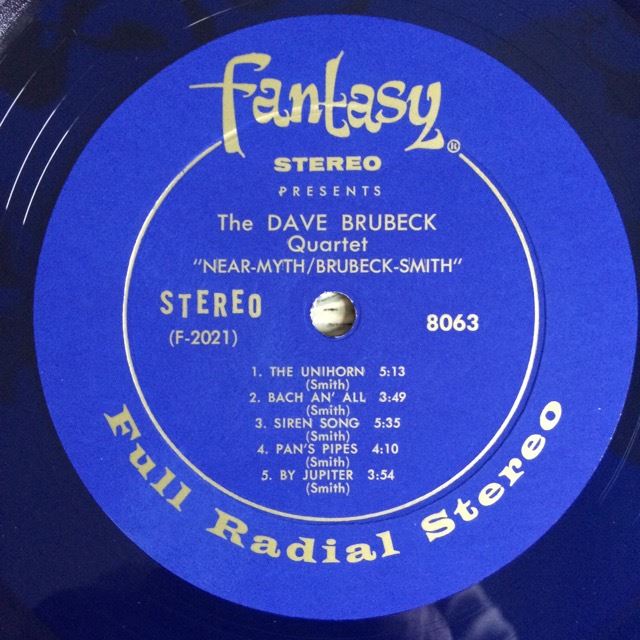 fantasy®
STEREO
PRESENTS
The DAVE BRUBECK
Quartet
"NEAR-MYTH/BRUBECK-SMITH"
STEREO
(F-2021)
8063
1. THE UNIHORN 5:13
(Smith)
2. BACH AN' ALL 3:49
(Smith)
3. SIREN SONG 5:35
(Smith)
4. PAN'S PIPES 4:10
(Smith)
5. BY JUPITER 3:54
(Smith)
Full Radial Stereo